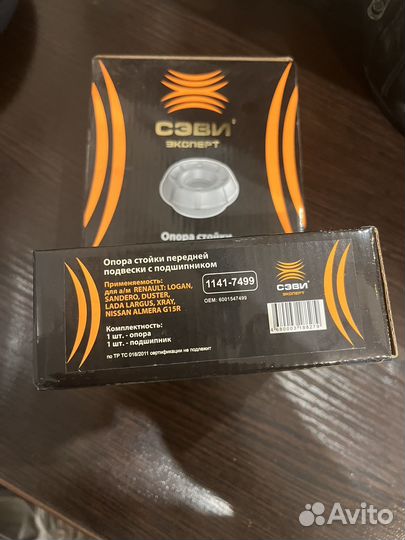 СЭВИ
ЭКСПЕРТ
Опора стойки
Опора стойки передней
подвески с подшипником
Применяемость:
для а/м RENAULT: LOGAN,
SANDERO, DUSTER,
LADA LARGUS, XRAY,
NISSAN ALMERA G15R
Комплектность:
1 шт. - опора
1 шт. - подшипник
по ТР ТС 018/2011 сертификации не подлежит
1141-7499
OEM: 6001547499
СЭВИ
ЭКСПЕРТ
Avito